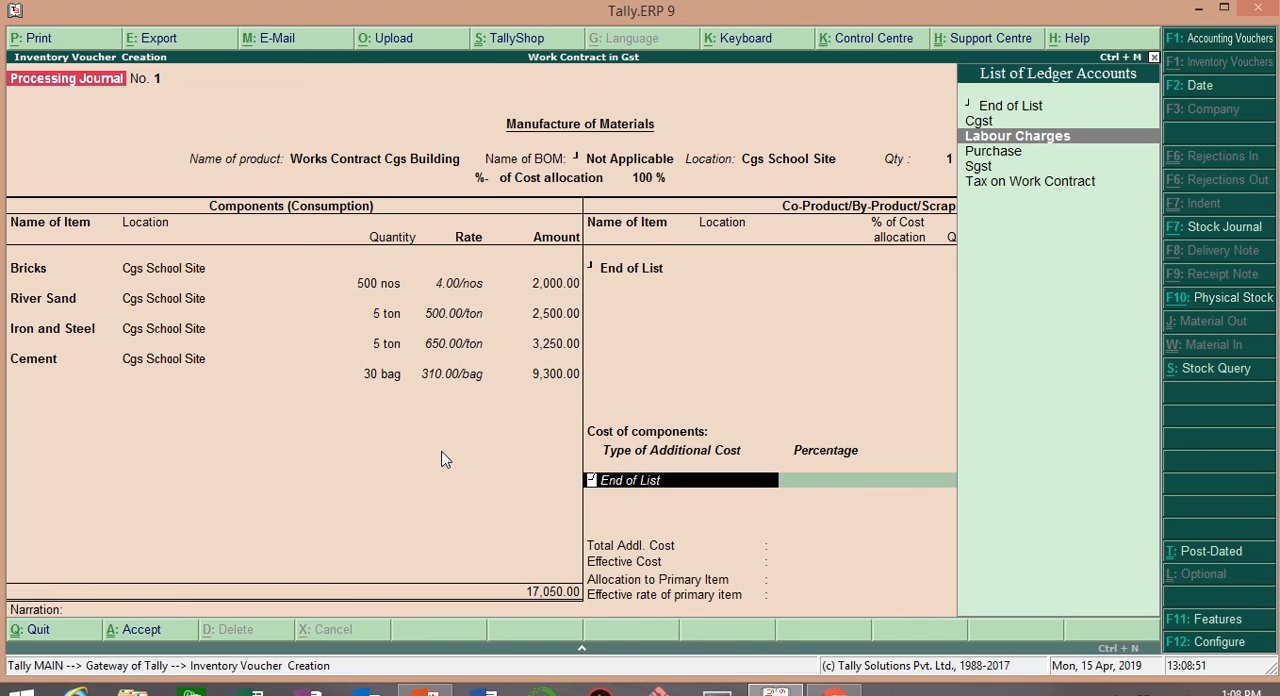 Tally.ERP 9
P: Print E: Export M: E-Mail O: Upload S: TallyShop G: Language K: Keyboard K: Control Centre H: Support Centre H: Help
Inventory Voucher Creation Work Contract in Gst Ctrl + M
Processing Journal No. 1
Manufacture of Materials
Name of product: Works Contract Cgs Building Name of BOM: Not Applicable Location: Cgs School Site Qty : 1
%- of Cost allocation 100 %
Components (Consumption) Co-Product/By-Product/Scrap
Name of Item Location Quantity Rate Amount
Name of Item Location % of Cost allocation Q
Bricks Cgs School Site
500 nos 4.00/nos 2,000.00
River Sand Cgs School Site
5 ton 500.00/ton 2,500.00
Iron and Steel Cgs School Site
5 ton 650.00/ton 3,250.00
Cement Cgs School Site
30 bag 310.00/bag 9,300.00
17,050.00
End of List
Cost of components:
Type of Additional Cost Percentage
End of List
Total Addl. Cost :
Effective Cost :
Allocation to Primary Item :
Effective rate of primary item :
Narration:
List of Ledger Accounts
End of List
Cgst
Labour Charges
Purchase
Sgst
Tax on Work Contract
F1: Accounting Vouchers
F1: Inventory Vouchers
F2: Date
F3: Company
F6: Rejections In
F6: Rejections Out
F7: Indent
F7: Stock Journal
F8: Delivery Note
F9: Receipt Note
F10: Physical Stock
J: Material Out
W: Material In
S: Stock Query
T: Post-Dated
L: Optional
F11: Features
F12: Configure
Q: Quit A: Accept D: Delete X: Cancel
Ctrl + N
Tally MAIN --> Gateway of Tally --> Inventory Voucher Creation (c) Tally Solutions Pvt. Ltd., 1988-2017 Mon, 15 Apr, 2019 13:08:51
1:08 PM